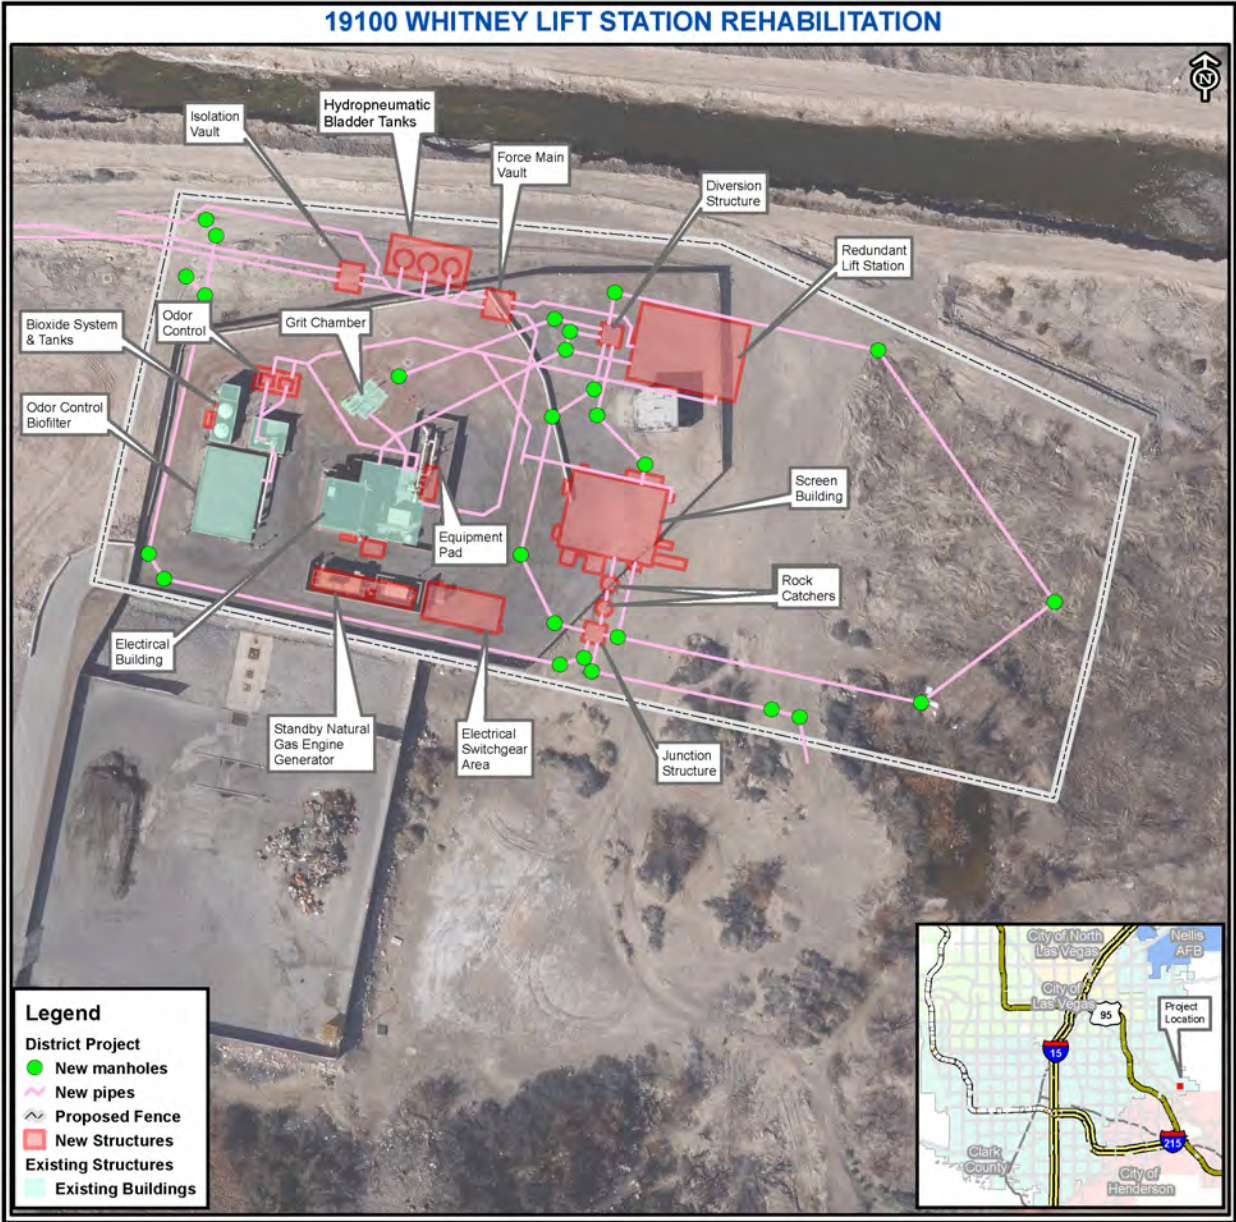 19100 WHITNEY LIFT STATION REHABILITATION
N
Isolation
Vault
Hydropneumatic
Bladder Tanks
Force Main
Vault
Diversion
Structure
Redundant
Lift Station
Bioxide System
& Tanks
Odor
Control
Grit Chamber
Odor Control
Biofilter
Screen
Building
Equipment
Pad
Rock
Catchers
Electircal
Building
Standby Natural
Gas Engine
Generator
Electrical
Switchgear
Area
Junction
Structure
Legend
District Project
New manholes
New pipes
Proposed Fence
New Structures
Existing Structures
Existing Buildings
City of North
Las Vegas
Nellis
AFB
City of
Las Vegas
95
Project
Location
15
215
Clark
County
City of
Henderson